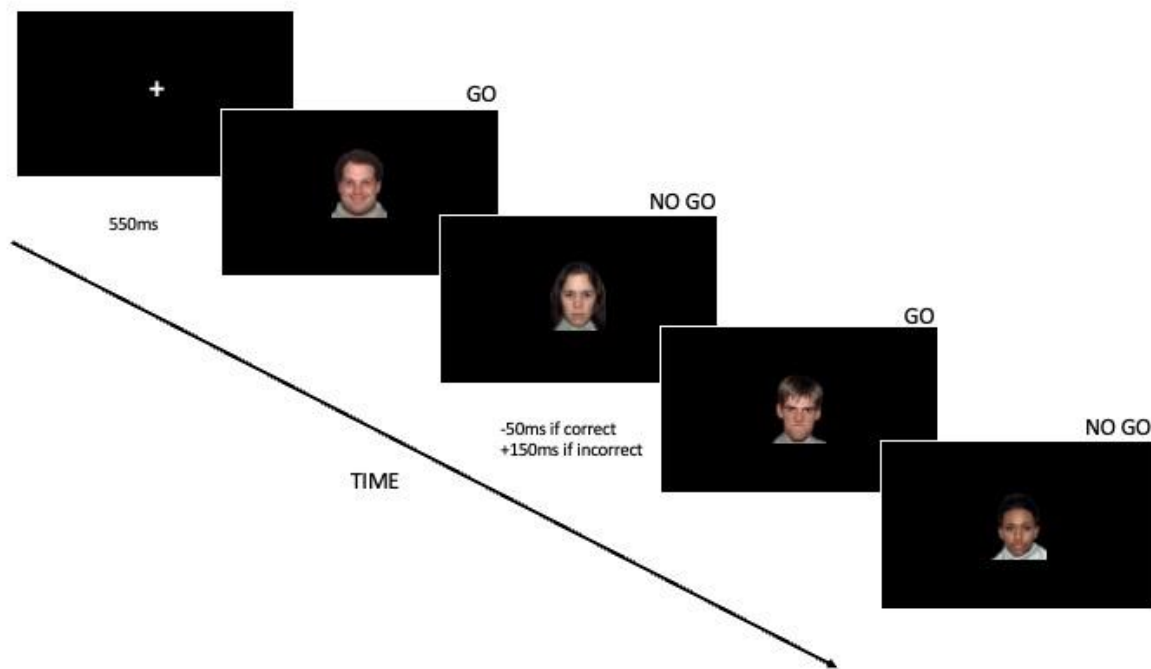 +
GO
550ms
NO GO
GO
-50ms if correct
+150ms if incorrect
NO GO
TIME